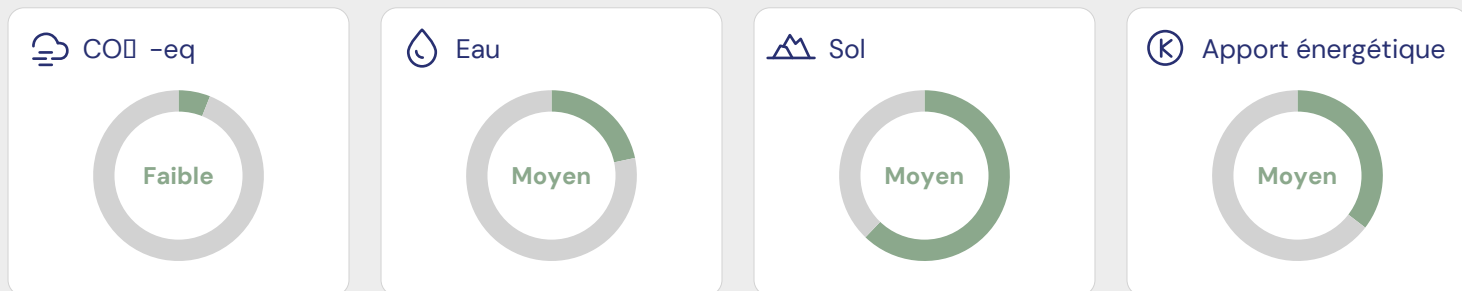 CO▯ -eq
Eau
Sol
Apport énergétique
Faible
Moyen
Moyen
Moyen